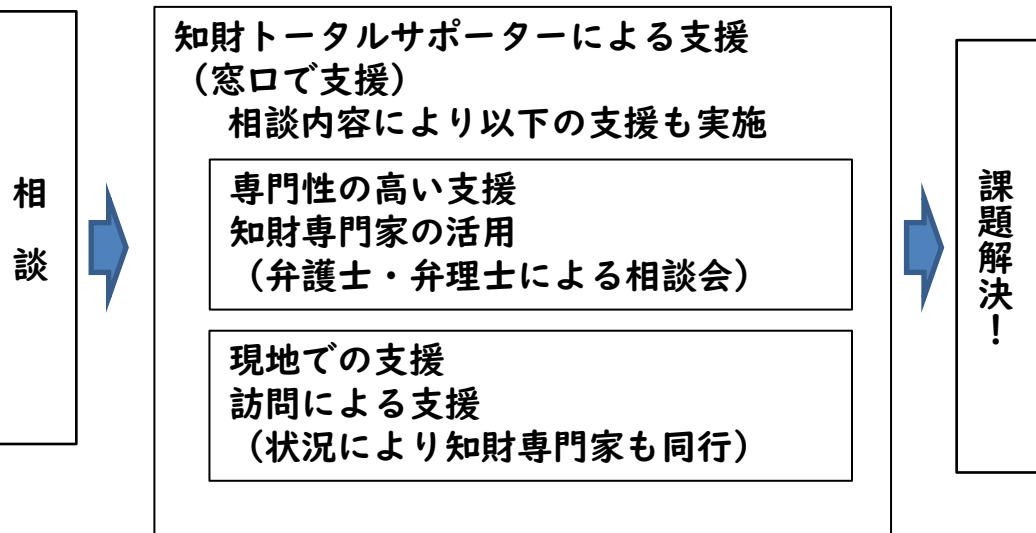 相談
知財トータルサポーターによる支援
（窓口で支援）
相談内容により以下の支援も実施
専門性の高い支援
知財専門家の活用
（弁護士・弁理士による相談会）
現地での支援
訪問による支援
（状況により知財専門家も同行）
課題解決！